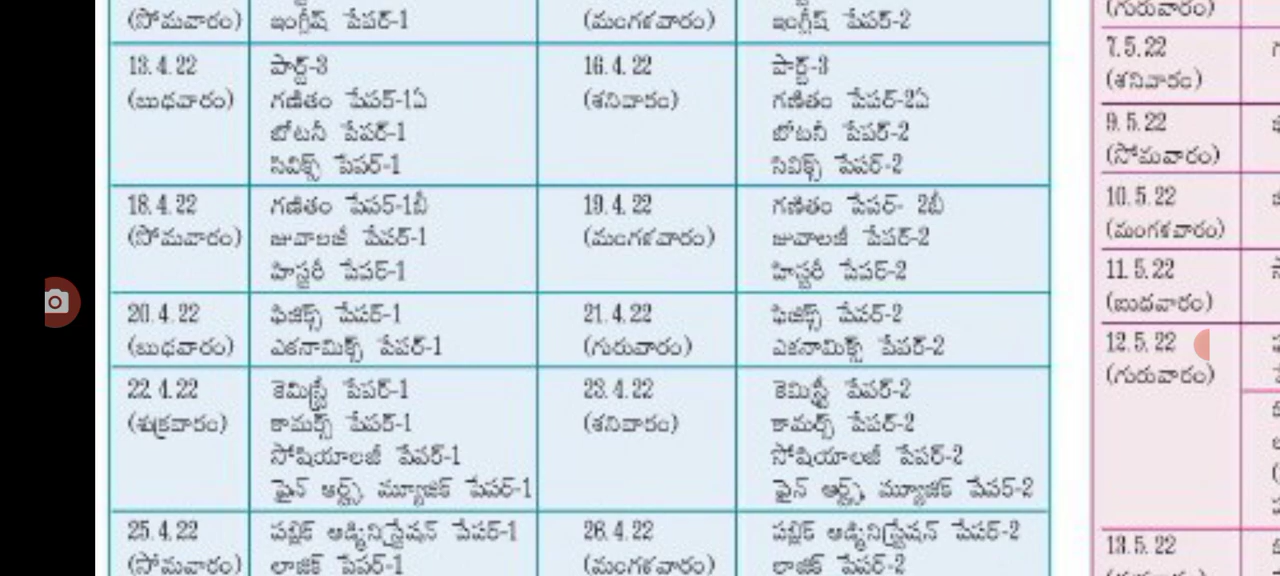 (సోమవారం) ఇంగ్లీష్ పేపర్-1 (మంగళవారం) ఇంగ్లీష్ పేపర్-2
13.4.22 పార్ట్-3 16.4.22 పార్ట్-3
(బుధవారం) గణితం పేపర్-1ఏ (శనివారం) గణితం పేపర్-2ఏ
బోటనీ పేపర్-1 బోటనీ పేపర్-2
సివిక్స్ పేపర్-1 సివిక్స్ పేపర్-2
18.4.22 గణితం పేపర్-1బీ 19.4.22 గణితం పేపర్- 2బీ
(సోమవారం) జువాలజీ పేపర్-1 (మంగళవారం) జువాలజీ పేపర్-2
హిస్టరీ పేపర్-1 హిస్టరీ పేపర్-2
20.4.22 ఫిజిక్స్ పేపర్-1 21.4.22 ఫిజిక్స్ పేపర్-2
(బుధవారం) ఎకనామిక్స్ పేపర్-1 (గురువారం) ఎకనామిక్స్ పేపర్-2
22.4.22 కెమిస్ట్రీ పేపర్-1 23.4.22 కెమిస్ట్రీ పేపర్-2
(శుక్రవారం) కామర్స్ పేపర్-1 (శనివారం) కామర్స్ పేపర్-2
సోషియాలజీ పేపర్-1 సోషియాలజీ పేపర్-2
ఫైన్ ఆర్ట్స్, మ్యూజిక్ పేపర్-1 ఫైన్ ఆర్ట్స్, మ్యూజిక్ పేపర్-2
25.4.22 పబ్లిక్ అడ్మినిస్ట్రేషన్ పేపర్-1 26.4.22 పబ్లిక్ అడ్మినిస్ట్రేషన్ పేపర్-2
(సోమవారం) లాజిక్ పేపర్-1 (మంగళవారం) లాజిక్ పేపర్-2
(గురువారం)
7.5.22
(శనివారం)
9.5.22
(సోమవారం)
10.5.22
(మంగళవారం)
11.5.22
(బుధవారం)
12.5.22
(గురువారం)
13.5.22